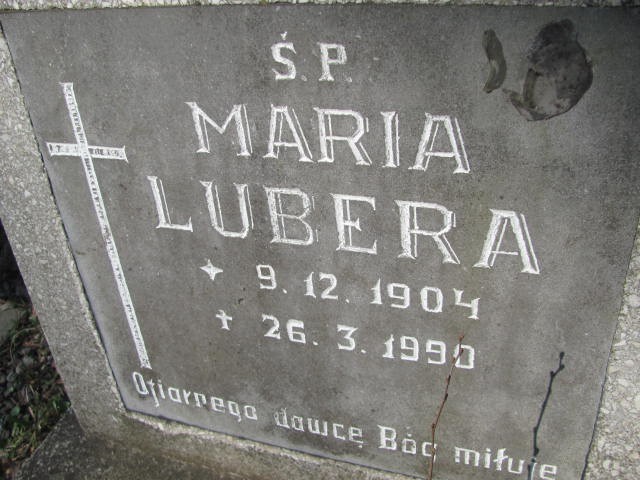 Ś.P.
MARIA
LUBERA
9.12.1904
26.3.1990
Ofiarnego dawcę Bóg miłuje